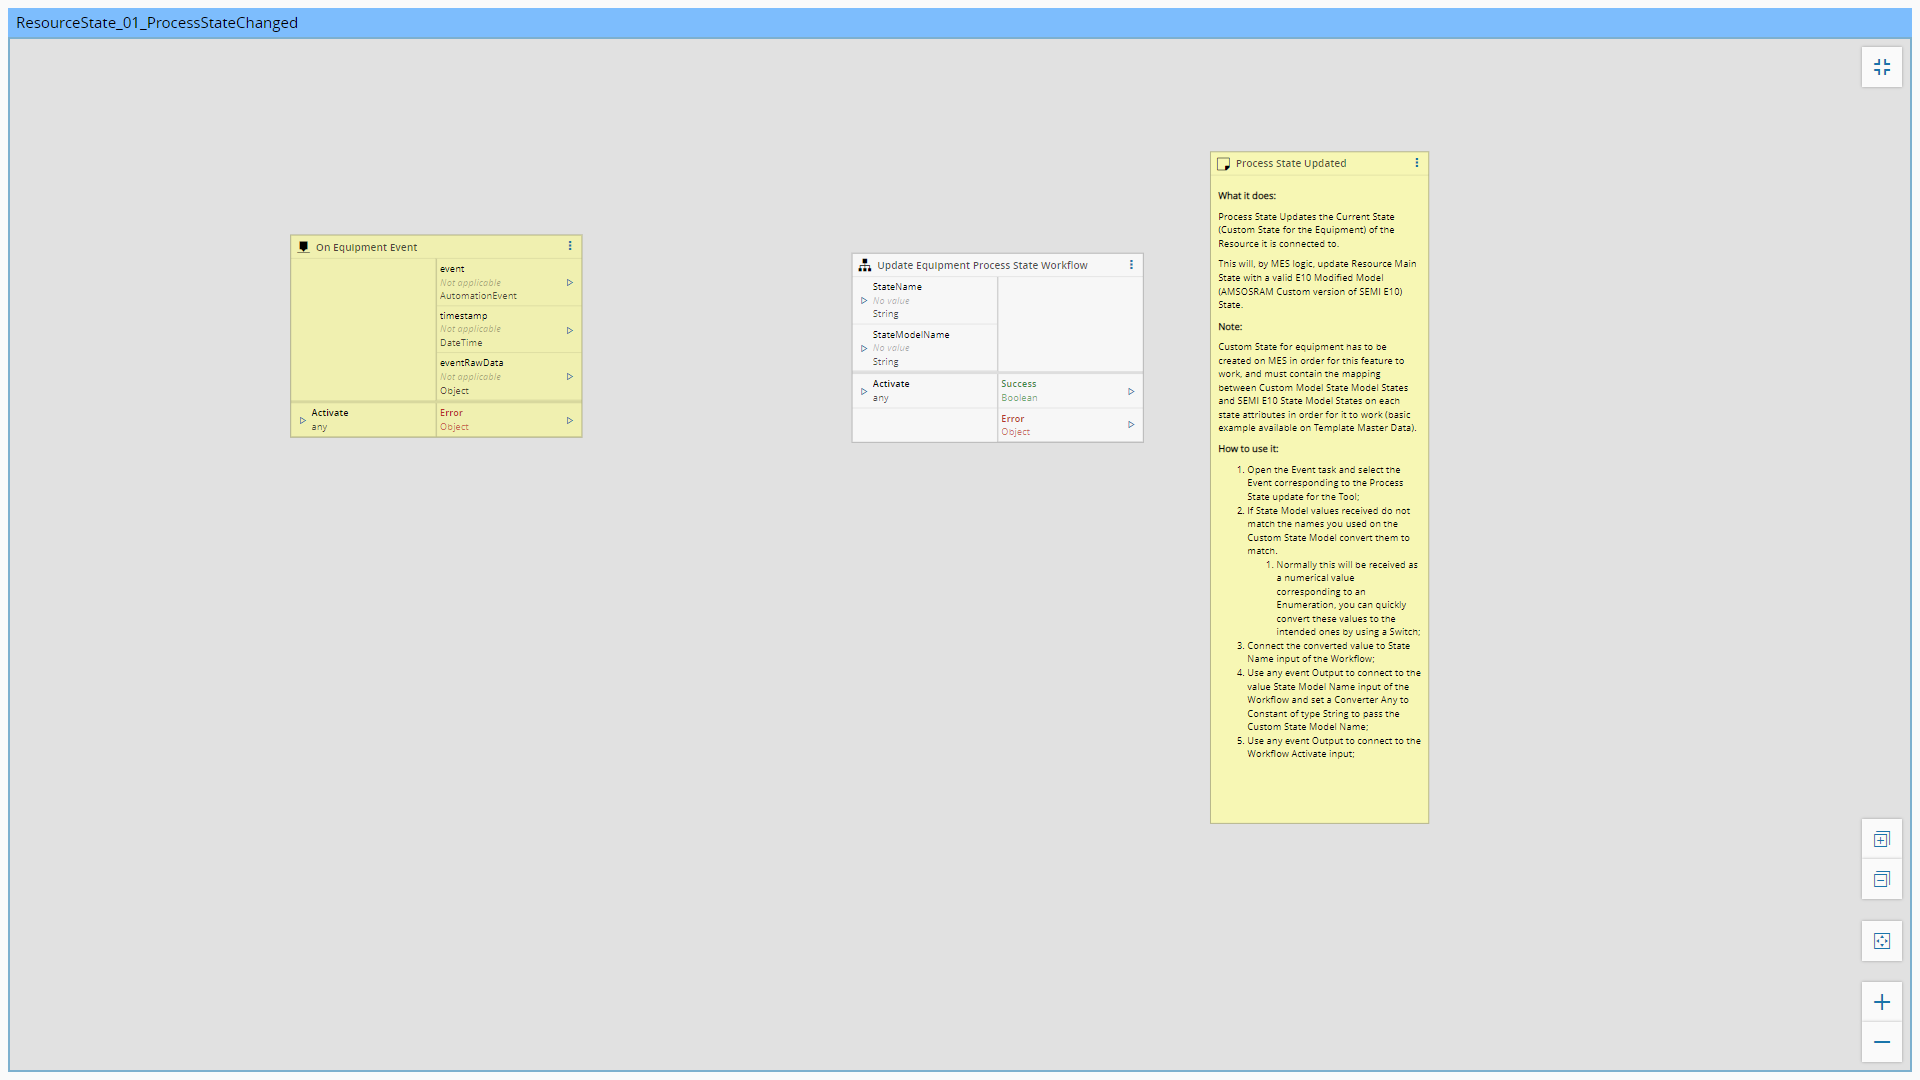 ResourceState_01_ProcessStateChanged
On Equipment Event
event
Not applicable
AutomationEvent
timestamp
Not applicable
DateTime
eventRawData
Not applicable
Object
Activate
any
Error
Object
Update Equipment Process State Workflow
StateName
No value
String
StateModelName
No value
String
Activate
any
Success
Boolean
Error
Object
Process State Updated
What it does:
Process State Updates the Current State
(Custom State for the Equipment) of the
Resource it is connected to.
This will, by MES logic, update Resource Main
State with a valid E10 Modified Model
(AMSOSRAM Custom version of SEMI E10)
State.
Note:
Custom State for equipment has to be
created on MES in order for this feature to
work, and must contain the mapping
between Custom Model State Model States
and SEMI E10 State Model States on each
state attributes in order for it to work (basic
example available on Template Master Data).
How to use it:
1. Open the Event task and select the
Event corresponding to the Process
State update for the Tool;
2. If State Model values received do not
match the names you used on the
Custom State Model convert them to
match.
1. Normally this will be received as
a numerical value
corresponding to an
Enumeration, you can quickly
convert these values to the
intended ones by using a Switch;
3. Connect the converted value to State
Name input of the Workflow;
4. Use any event Output to connect to the
value State Model Name input of the
Workflow and set a Converter Any to
Constant of type String to pass the
Custom State Model Name;
5. Use any event Output to connect to the
Workflow Activate input;